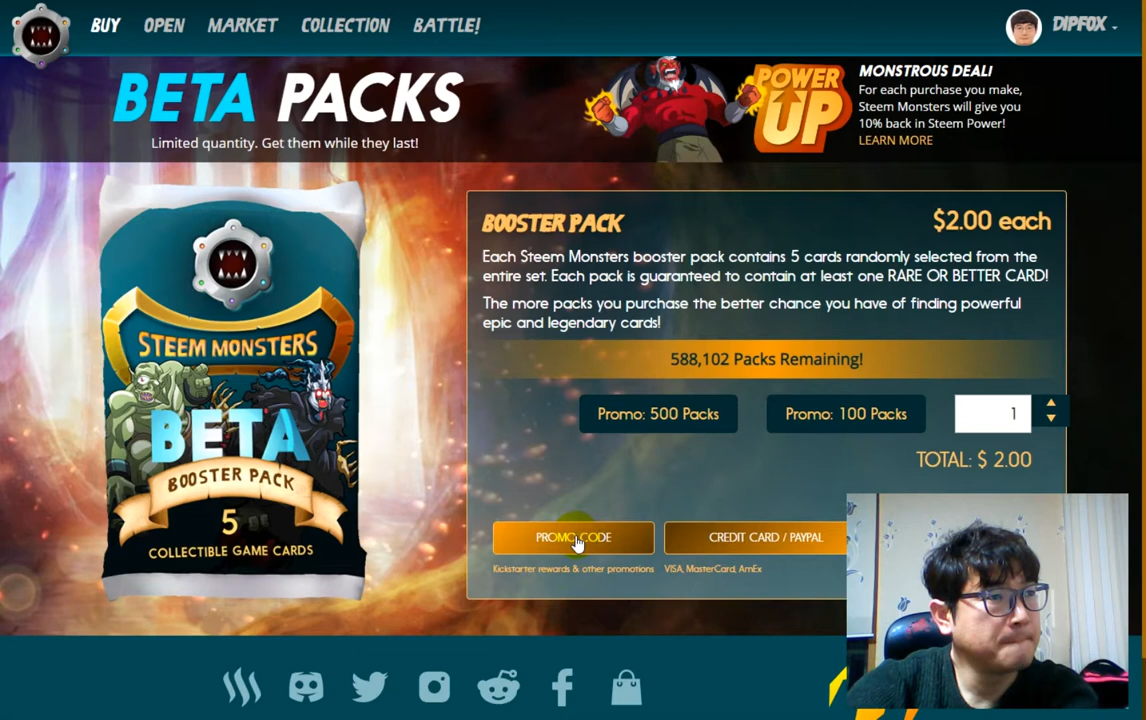 BUY OPEN MARKET COLLECTION BATTLE!
DIPFOX
BETA PACKS
Limited quantity. Get them while they last!
POWER
UP
MONSTROUS DEAL!
For each purchase you make,
Steem Monsters will give you
10% back in Steem Power!
LEARN MORE
STEEM MONSTERS
BETA
BOOSTER PACK
5
COLLECTIBLE GAME CARDS
BOOSTER PACK
$2.00 each
Each Steem Monsters booster pack contains 5 cards randomly selected from the
entire set. Each pack is guaranteed to contain at least one RARE OR BETTER CARD!
The more packs you purchase the better chance you have of finding powerful
epic and legendary cards!
588,102 Packs Remaining!
Promo: 500 Packs
Promo: 100 Packs
1
TOTAL: $ 2.00
PROMO CODE
CREDIT CARD / PAYPAL
Kickstarter rewards & other promotions
VISA, MasterCard, AmEx